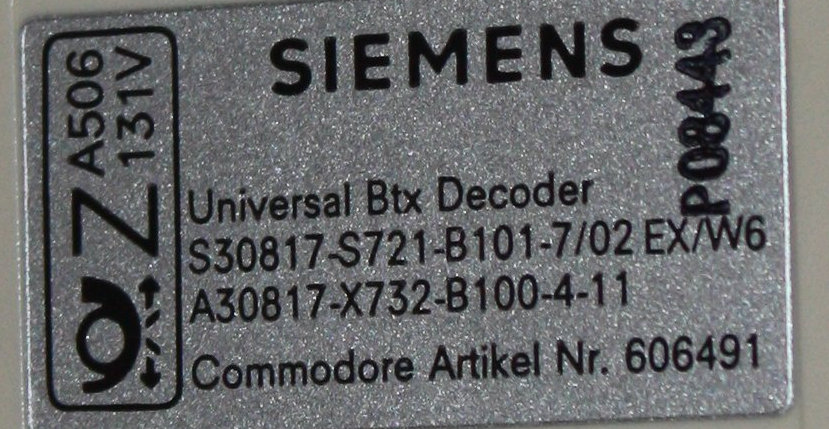 SIEMENS
P08443
A506
131V
Z
Universal Btx Decoder
S30817-S721-B101-7/02 EX/W6
A30817-X732-B100-4-11
Commodore Artikel Nr. 606491